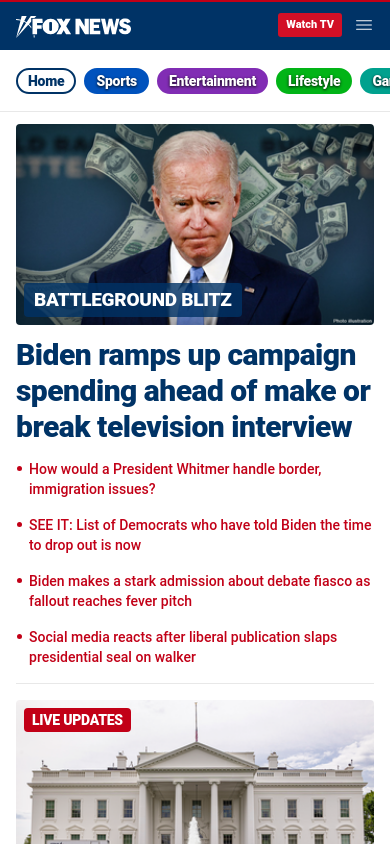 FOX NEWS
Watch TV
Home
Sports
Entertainment
Lifestyle
Ga
BATTLEGROUND BLITZ
Photo Illustration
Biden ramps up campaign
spending ahead of make or
break television interview
How would a President Whitmer handle border,
immigration issues?
SEE IT: List of Democrats who have told Biden the time
to drop out is now
Biden makes a stark admission about debate fiasco as
fallout reaches fever pitch
Social media reacts after liberal publication slaps
presidential seal on walker
LIVE UPDATES